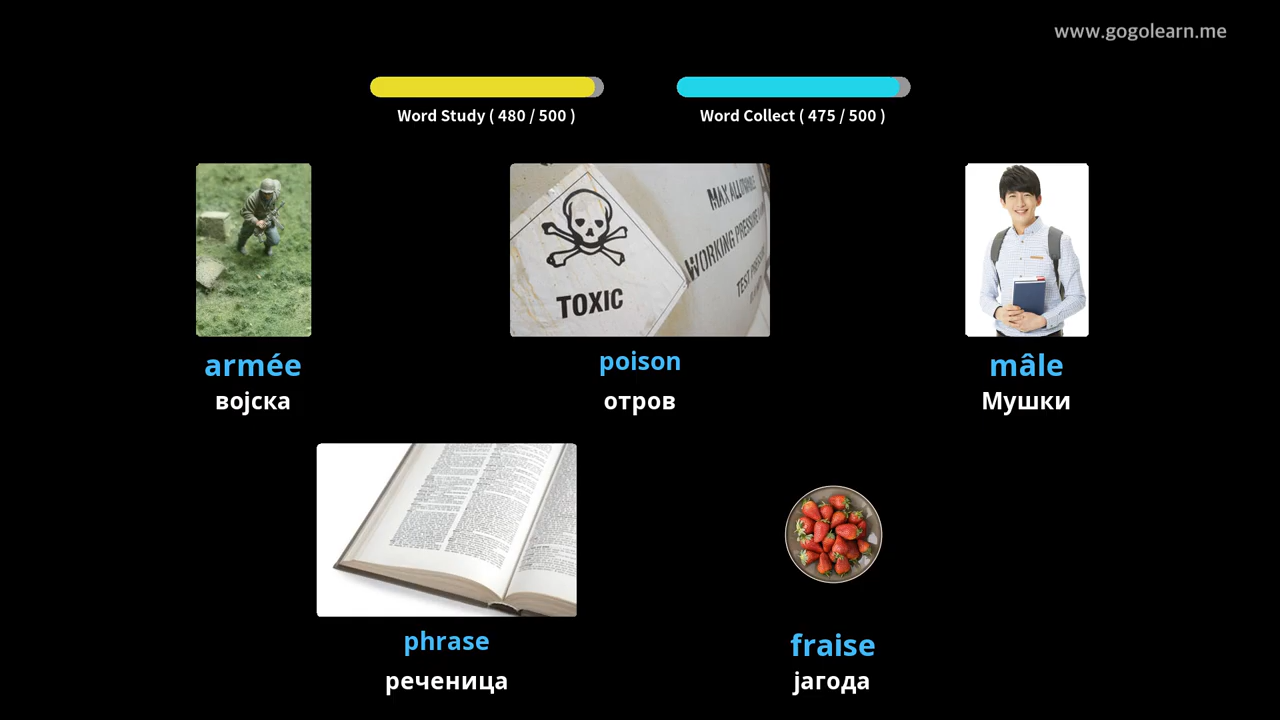 www.gogolearn.me
Word Study ( 480 / 500 )
Word Collect ( 475 / 500 )
TOXIC
MAX ALLOWABLE
WORKING PRESSURE
armée
војска
poison
отров
mâle
Мушки
phrase
реченица
fraise
јагода